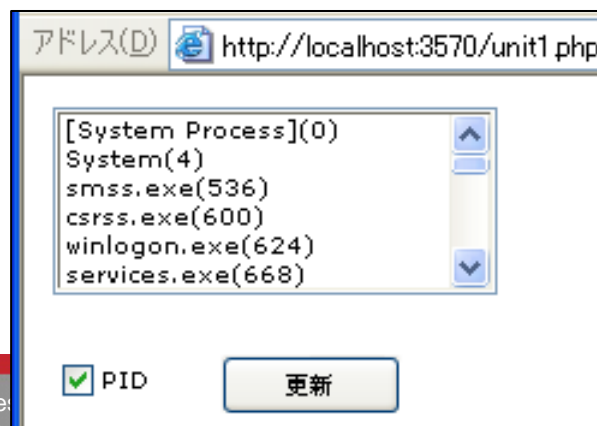 アドレス(D) http://localhost:3570/unit1.php
[System Process](0)
System(4)
smss.exe(536)
csrss.exe(600)
winlogon.exe(624)
services.exe(668)
PID
更新